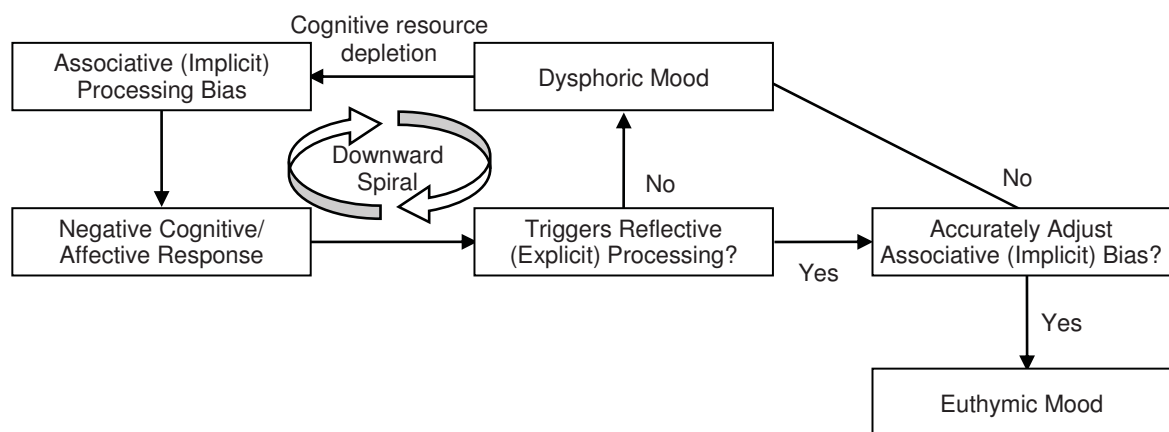 Cognitive resource
depletion
Associative (Implicit)
Processing Bias
Dysphoric Mood
Downward
Spiral
No
No
Negative Cognitive/
Affective Response
Triggers Reflective
(Explicit) Processing?
Yes
Accurately Adjust
Associative (Implicit) Bias?
Yes
Euthymic Mood